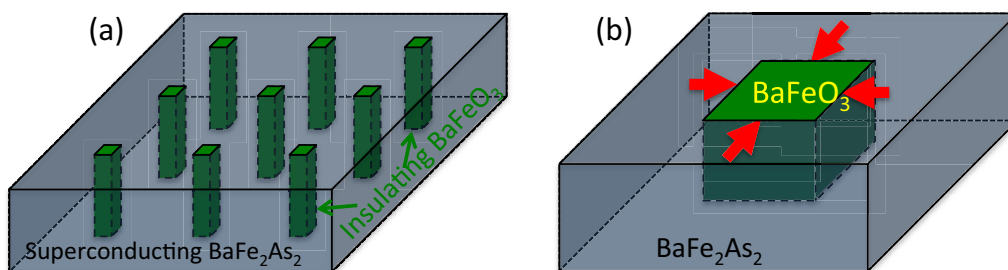 (a)
Insulating BaFeO₃
Superconducting BaFe₂As₂
(b)
BaFeO₃
BaFe₂As₂